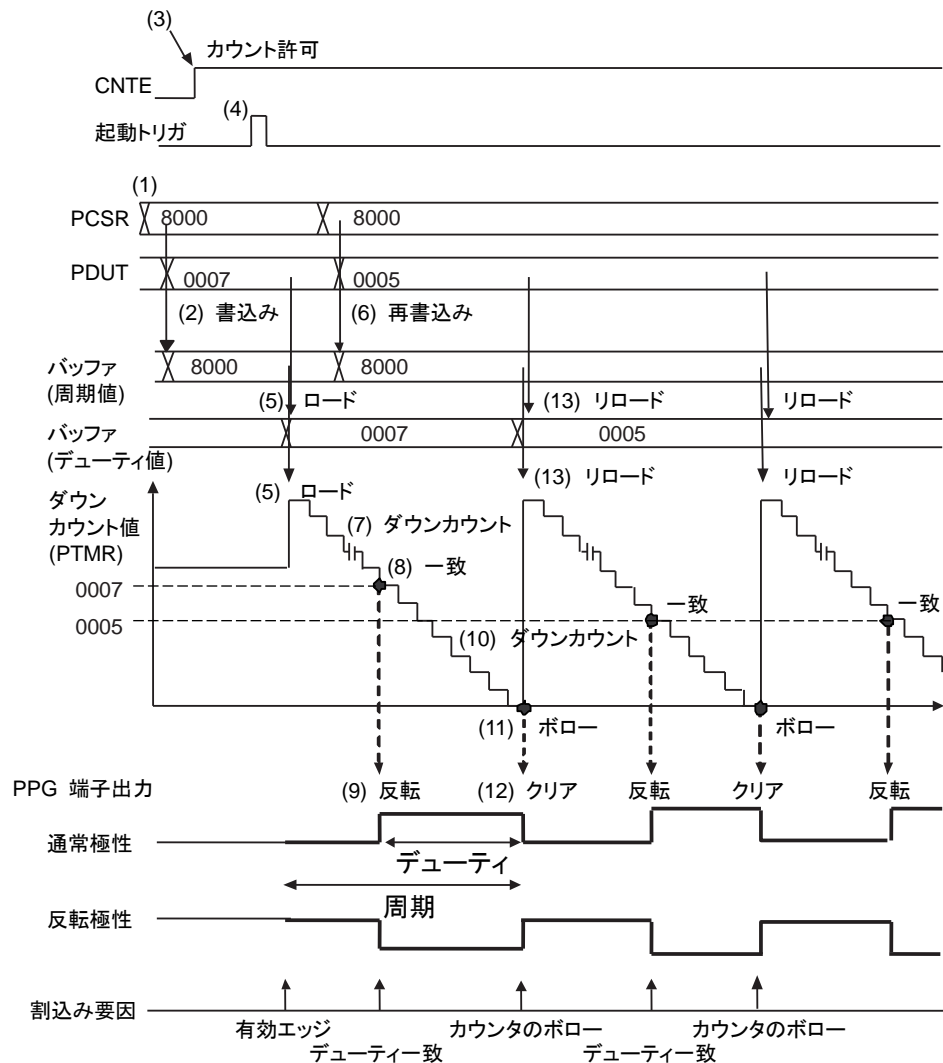 (3)
カウント許可
CNTE
(4)
起動トリガ
(1)
PCSR 8000 8000
PDUT 0007 0005
(2) 書込み (6) 再書込み
バッファ
(周期値)
8000 8000
(5) ロード (13) リロード リロード
バッファ
(デューティ値)
0007 0005
(5) ロード (13) リロード リロード
ダウン
カウント値
(PTMR)
(7) ダウンカウント
(8) 一致 一致 一致
0007
0005
(10) ダウンカウント
(11) ボロー ボロー
PPG 端子出力
(9) 反転 (12) クリア 反転 クリア 反転
通常極性
デューティ
周期
反転極性
割込み要因
有効エッジ カウンタのボロー カウンタのボロー
デューティ一致 デューティ一致